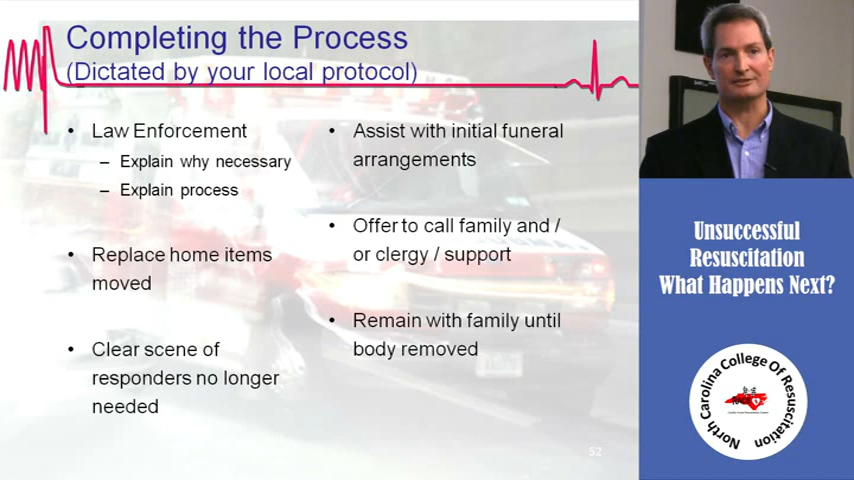 Completing the Process
(Dictated by your local protocol)
• Law Enforcement
– Explain why necessary
– Explain process
• Replace home items
moved
• Clear scene of
responders no longer
needed
• Assist with initial funeral
arrangements
• Offer to call family and /
or clergy / support
• Remain with family until
body removed
52
Unsuccessful
Resuscitation
What Happens Next?
North Carolina College Of Resuscitation